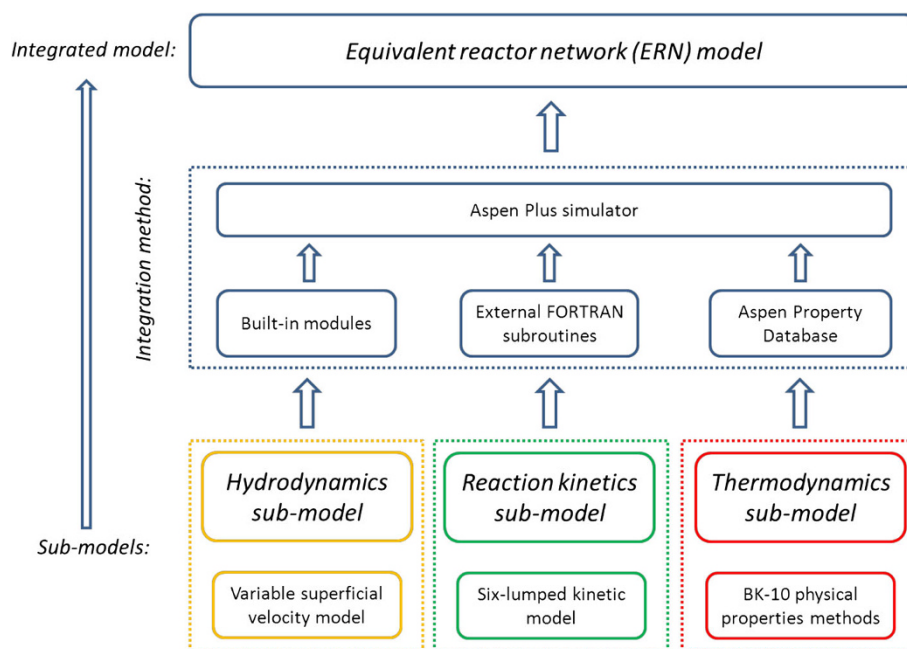 Integrated model:
Equivalent reactor network (ERN) model
Integration method:
Aspen Plus simulator
Built-in modules
External FORTRAN
subroutines
Aspen Property
Database
Sub-models:
Hydrodynamics
sub-model
Reaction kinetics
sub-model
Thermodynamics
sub-model
Variable superficial
velocity model
Six-lumped kinetic
model
BK-10 physical
properties methods